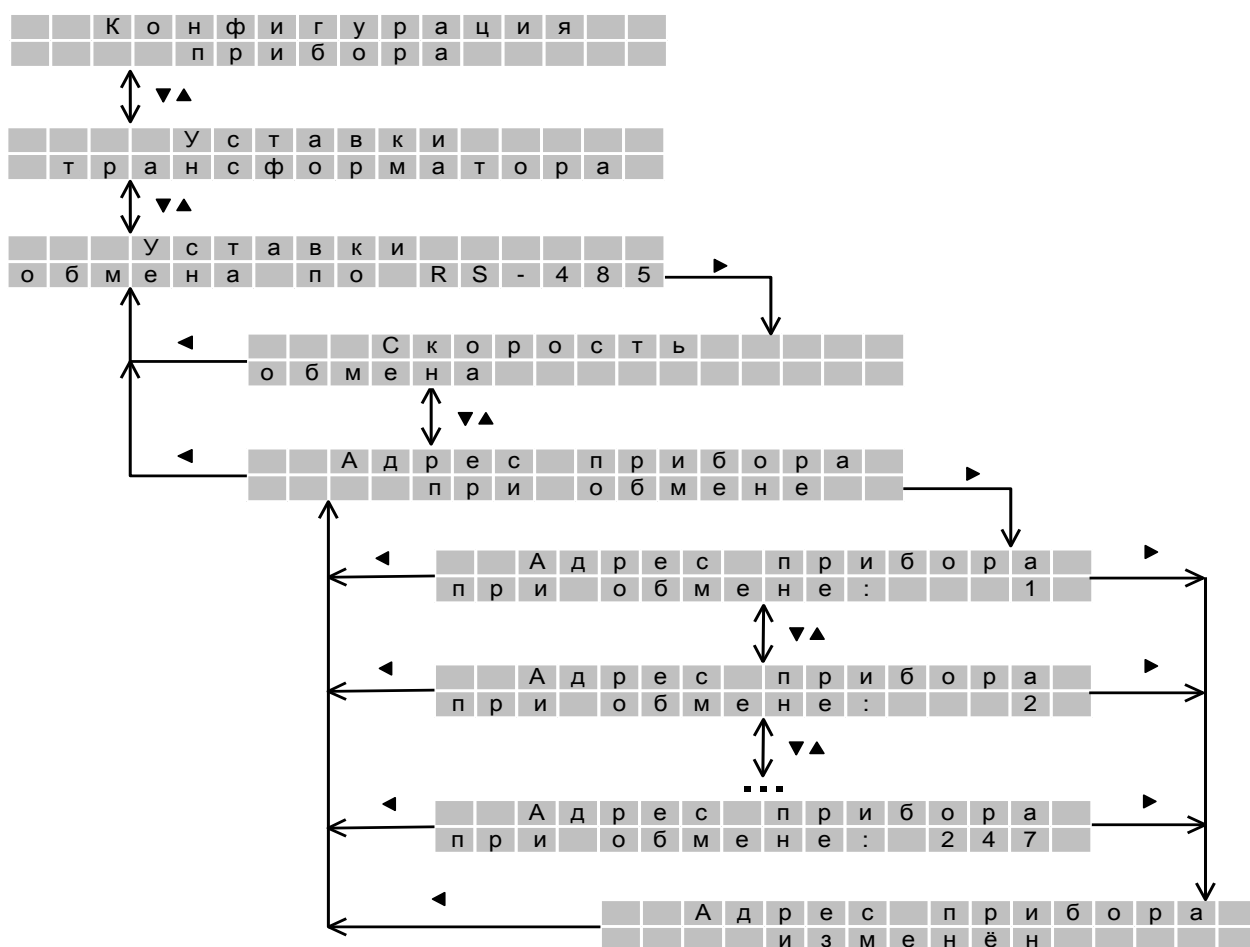 Конфигурация
прибора
Уставки
трансформатора
Уставки
обмена по RS-485
Скорость
обмена
Адрес прибора
при обмене
Адрес прибора
при обмене: 1
Адрес прибора
при обмене: 2
...
Адрес прибора
при обмене: 247
Адрес прибора
изменён